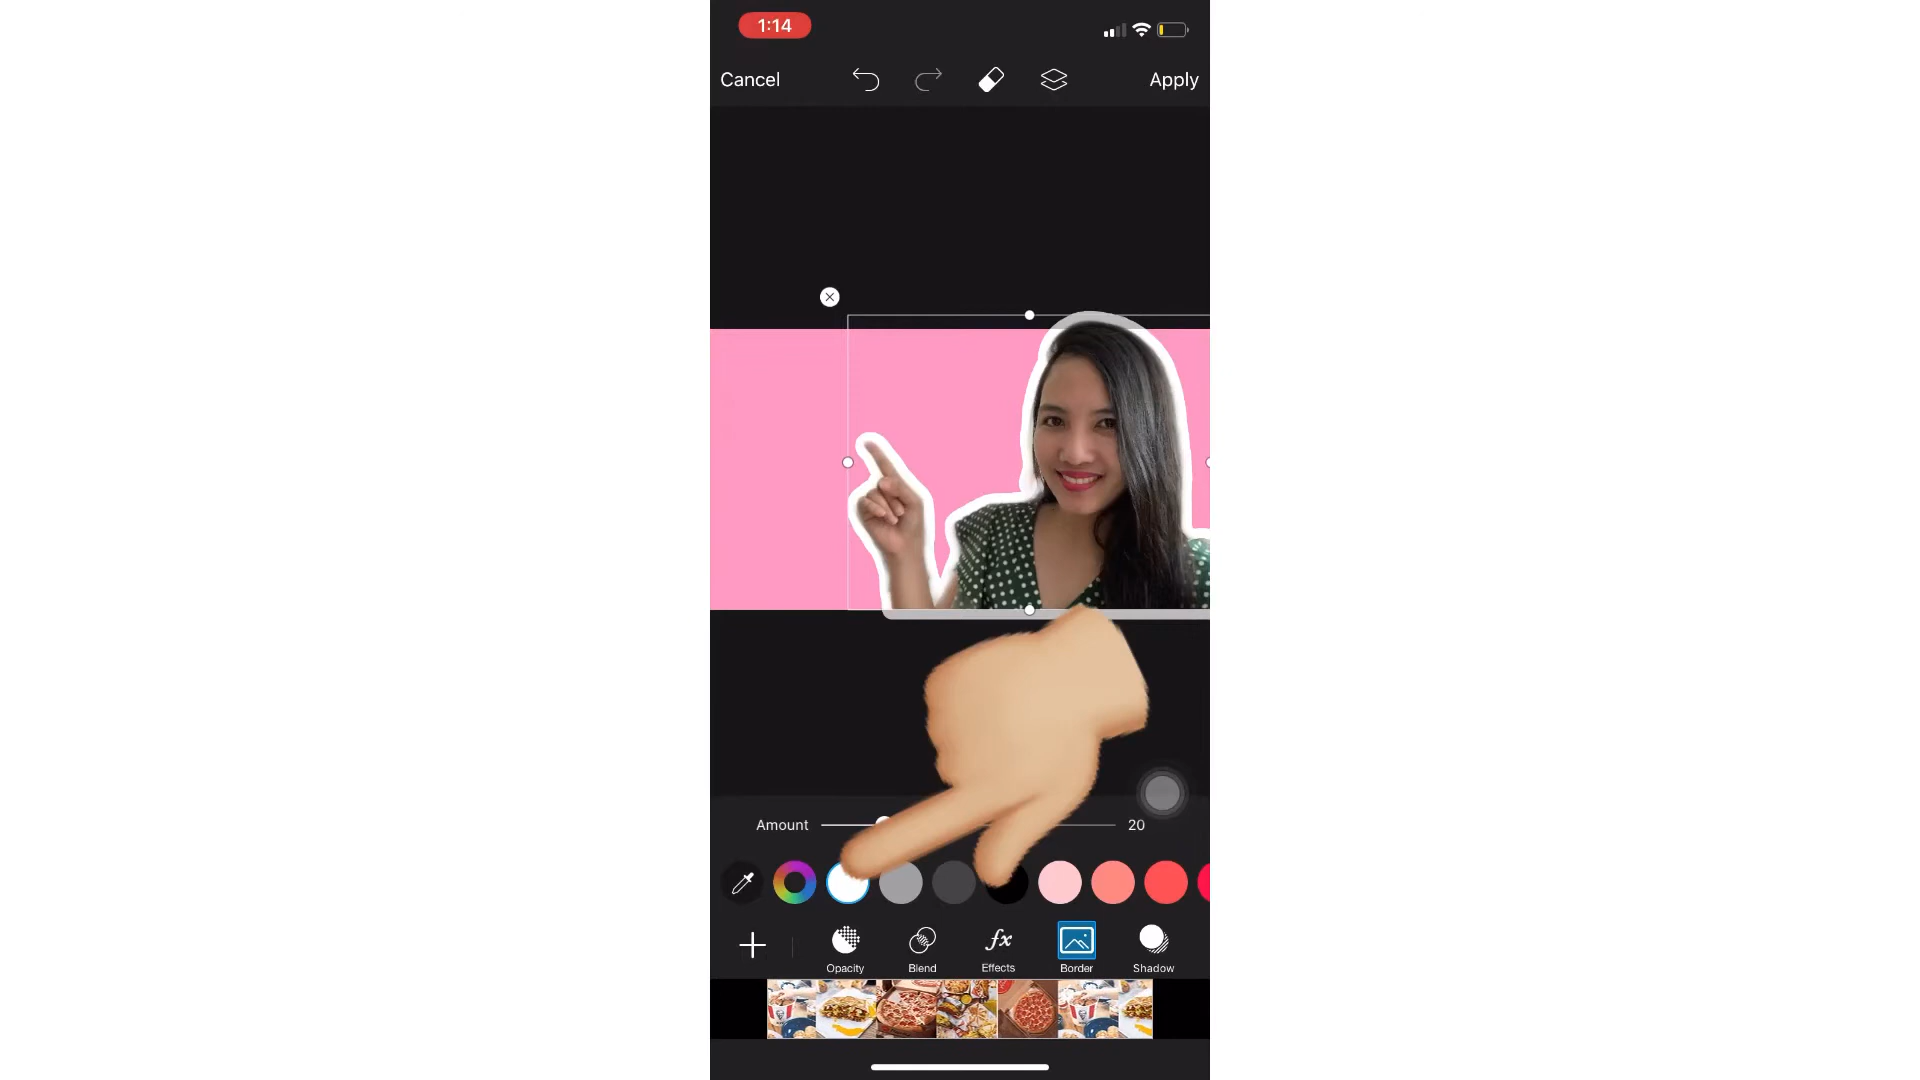 1:14
Cancel
Apply
Amount
20
Opacity
Blend
Effects
Border
Shadow